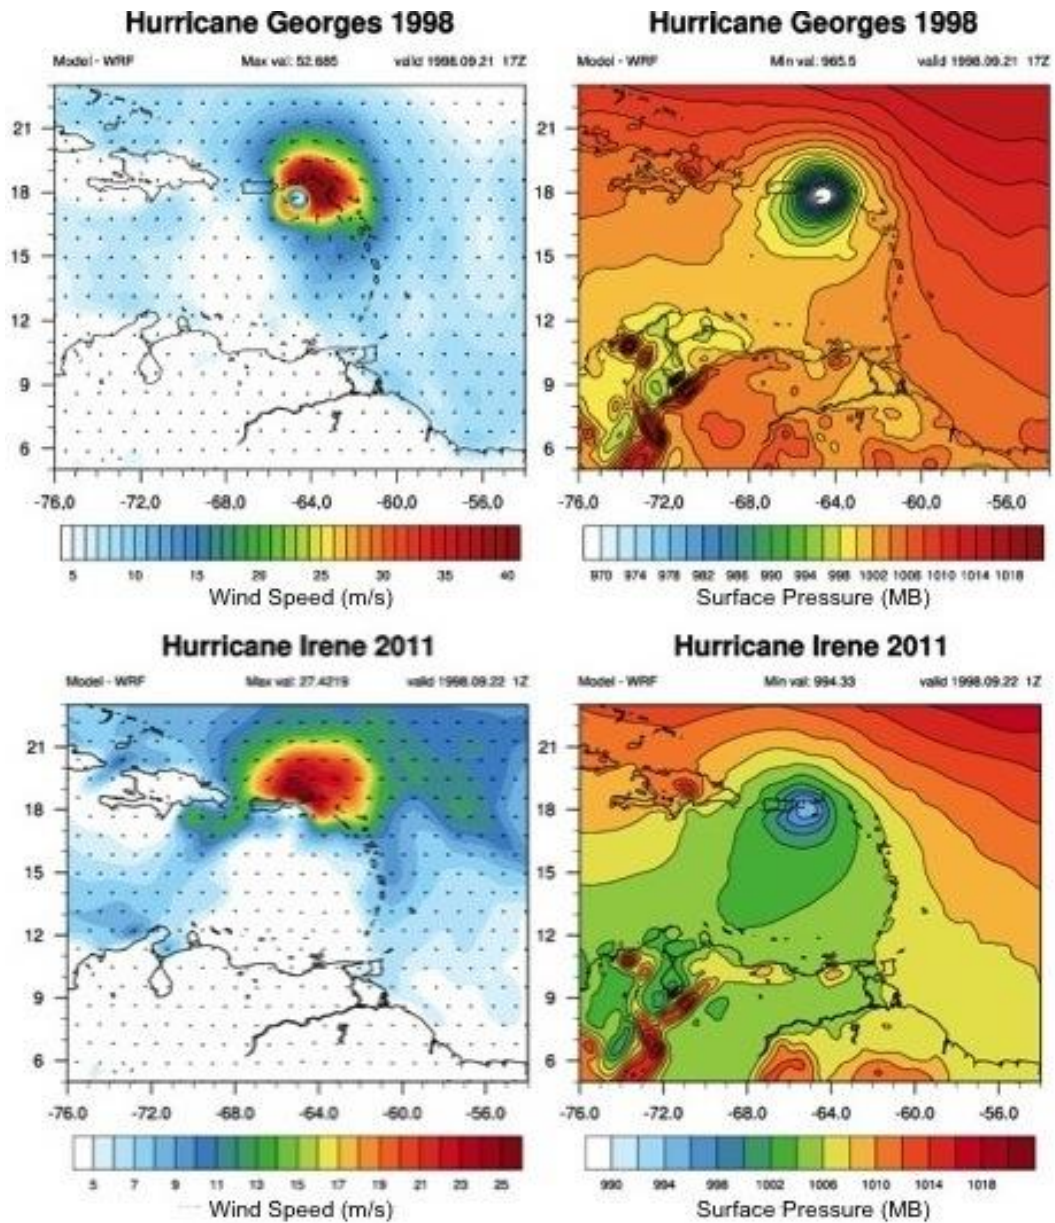 Hurricane Georges 1998
Model - WRF Max val: 52.685 valid 1998.09.21 17Z
21
18
15
12
9
6
-76.0 -72.0 -68.0 -64.0 -60.0 -56.0
5 10 15 20 25 30 35 40
Wind Speed (m/s)
Hurricane Georges 1998
Model - WRF Min val: 965.5 valid 1998.09.21 17Z
21
18
15
12
9
6
-76.0 -72.0 -68.0 -64.0 -60.0 -56.0
970 974 978 982 986 990 994 998 1002 1006 1010 1014 1018
Surface Pressure (MB)
Hurricane Irene 2011
Model - WRF Max val: 27.4219 valid 1998.09.22 1Z
21
18
15
12
9
6
-76.0 -72.0 -68.0 -64.0 -60.0 -56.0
5 7 9 11 13 15 17 19 21 23 25
Wind Speed (m/s)
Hurricane Irene 2011
Model - WRF Min val: 994.33 valid 1998.09.22 1Z
21
18
15
12
9
6
-76.0 -72.0 -68.0 -64.0 -60.0 -56.0
990 994 998 1002 1006 1010 1014 1018
Surface Pressure (MB)